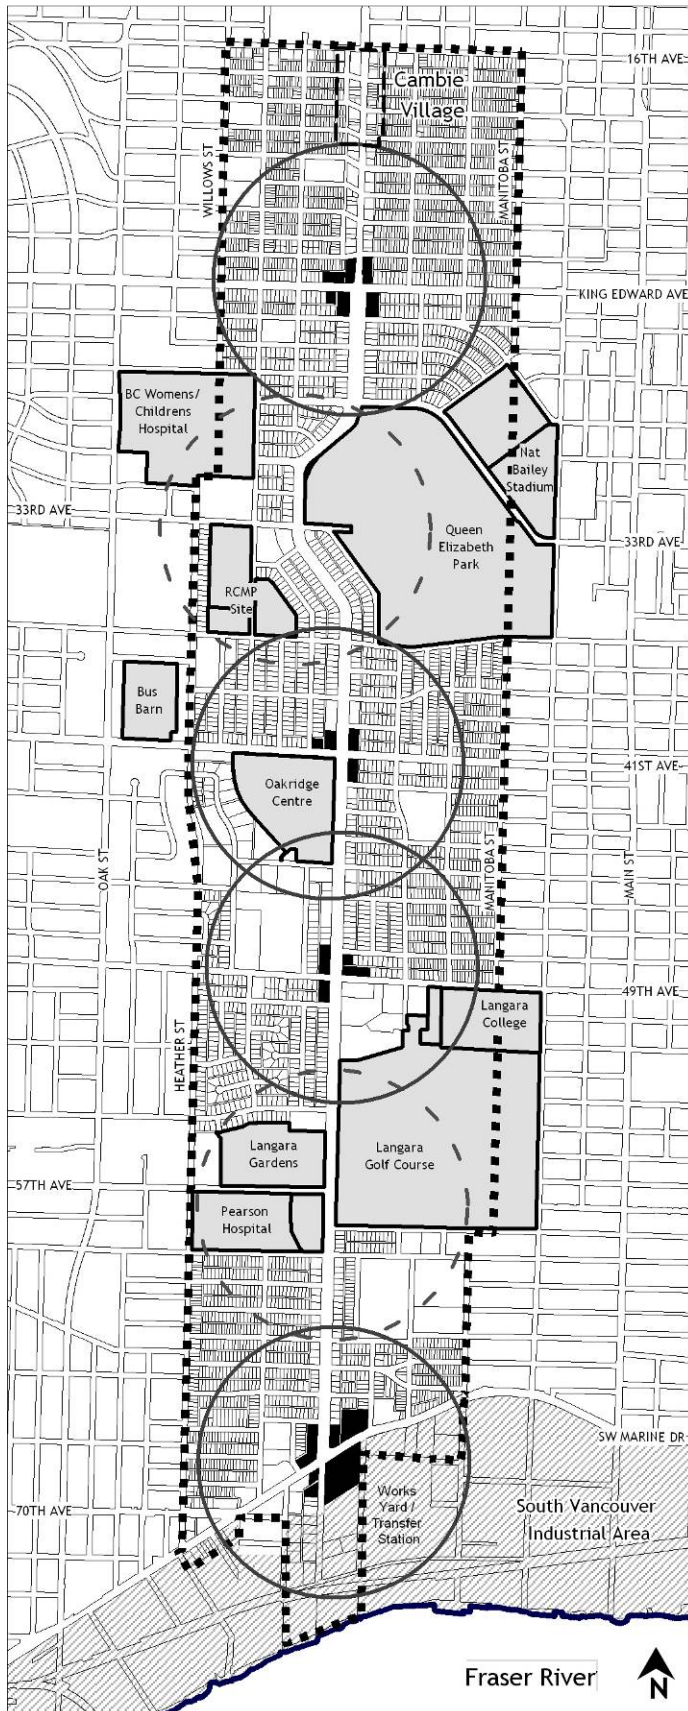 16TH AVE
Cambie
Village
WILLOWS ST
MANITOBA ST
KING EDWARD AVE
BC Womens/
Childrens
Hospital
Nat
Bailey
Stadium
33RD AVE
Queen
Elizabeth
Park
33RD AVE
RCMP
Site
Bus
Barn
41ST AVE
Oakridge
Centre
OAK ST
MANITOBA ST
MAIN ST
49TH AVE
Langara
College
HEATHER ST
Langara
Gardens
Langara
Golf Course
57TH AVE
Pearson
Hospital
SW MARINE DR
Works
Yard /
Transfer
Station
70TH AVE
South Vancouver
Industrial Area
Fraser River
N